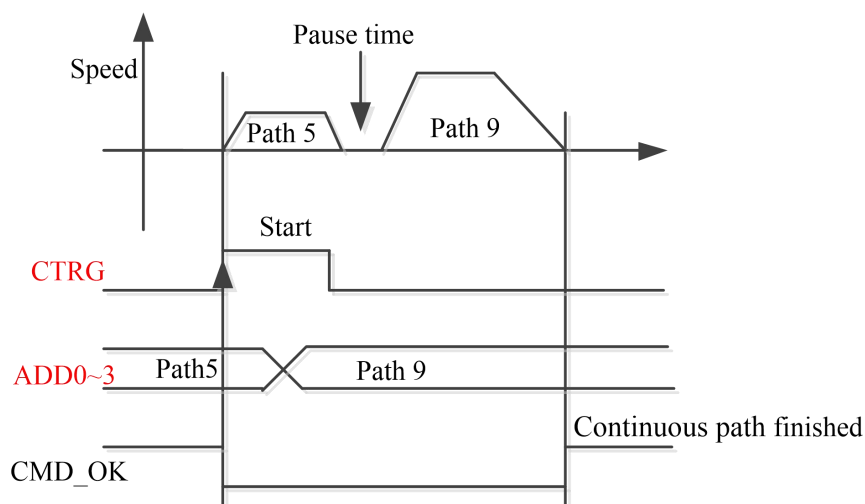 Pause time
Speed
Path 5
Path 9
Start
CTRG
Path5
Path 9
ADD0~3
Continuous path finished
CMD_OK